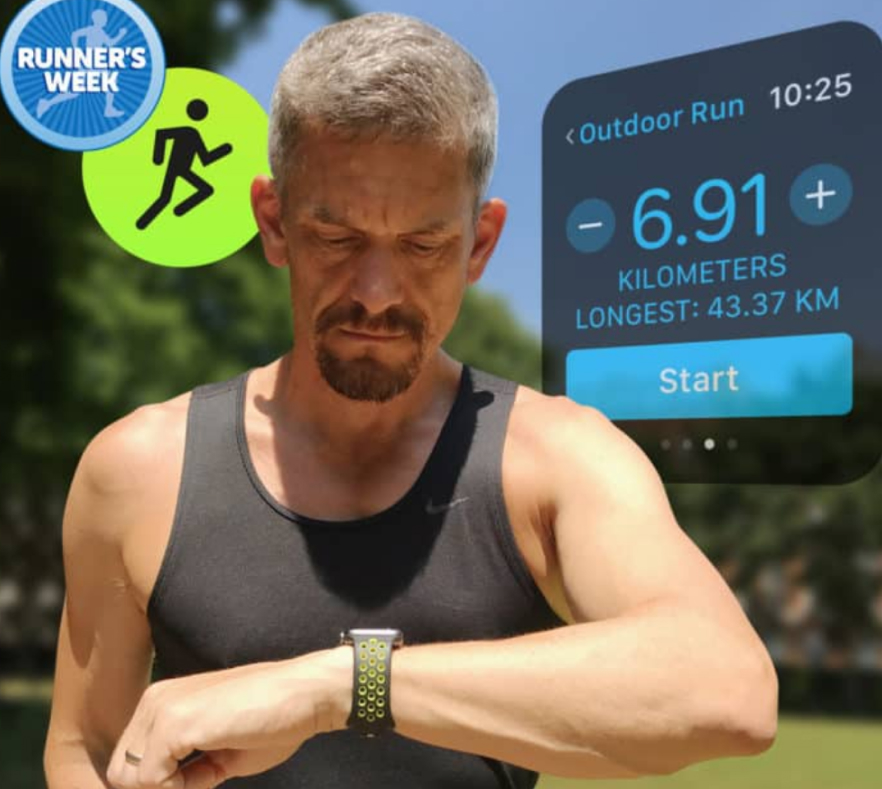 RUNNER'S
WEEK
‹Outdoor Run 10:25
− 6.91 +
KILOMETERS
LONGEST: 43.37 KM
Start